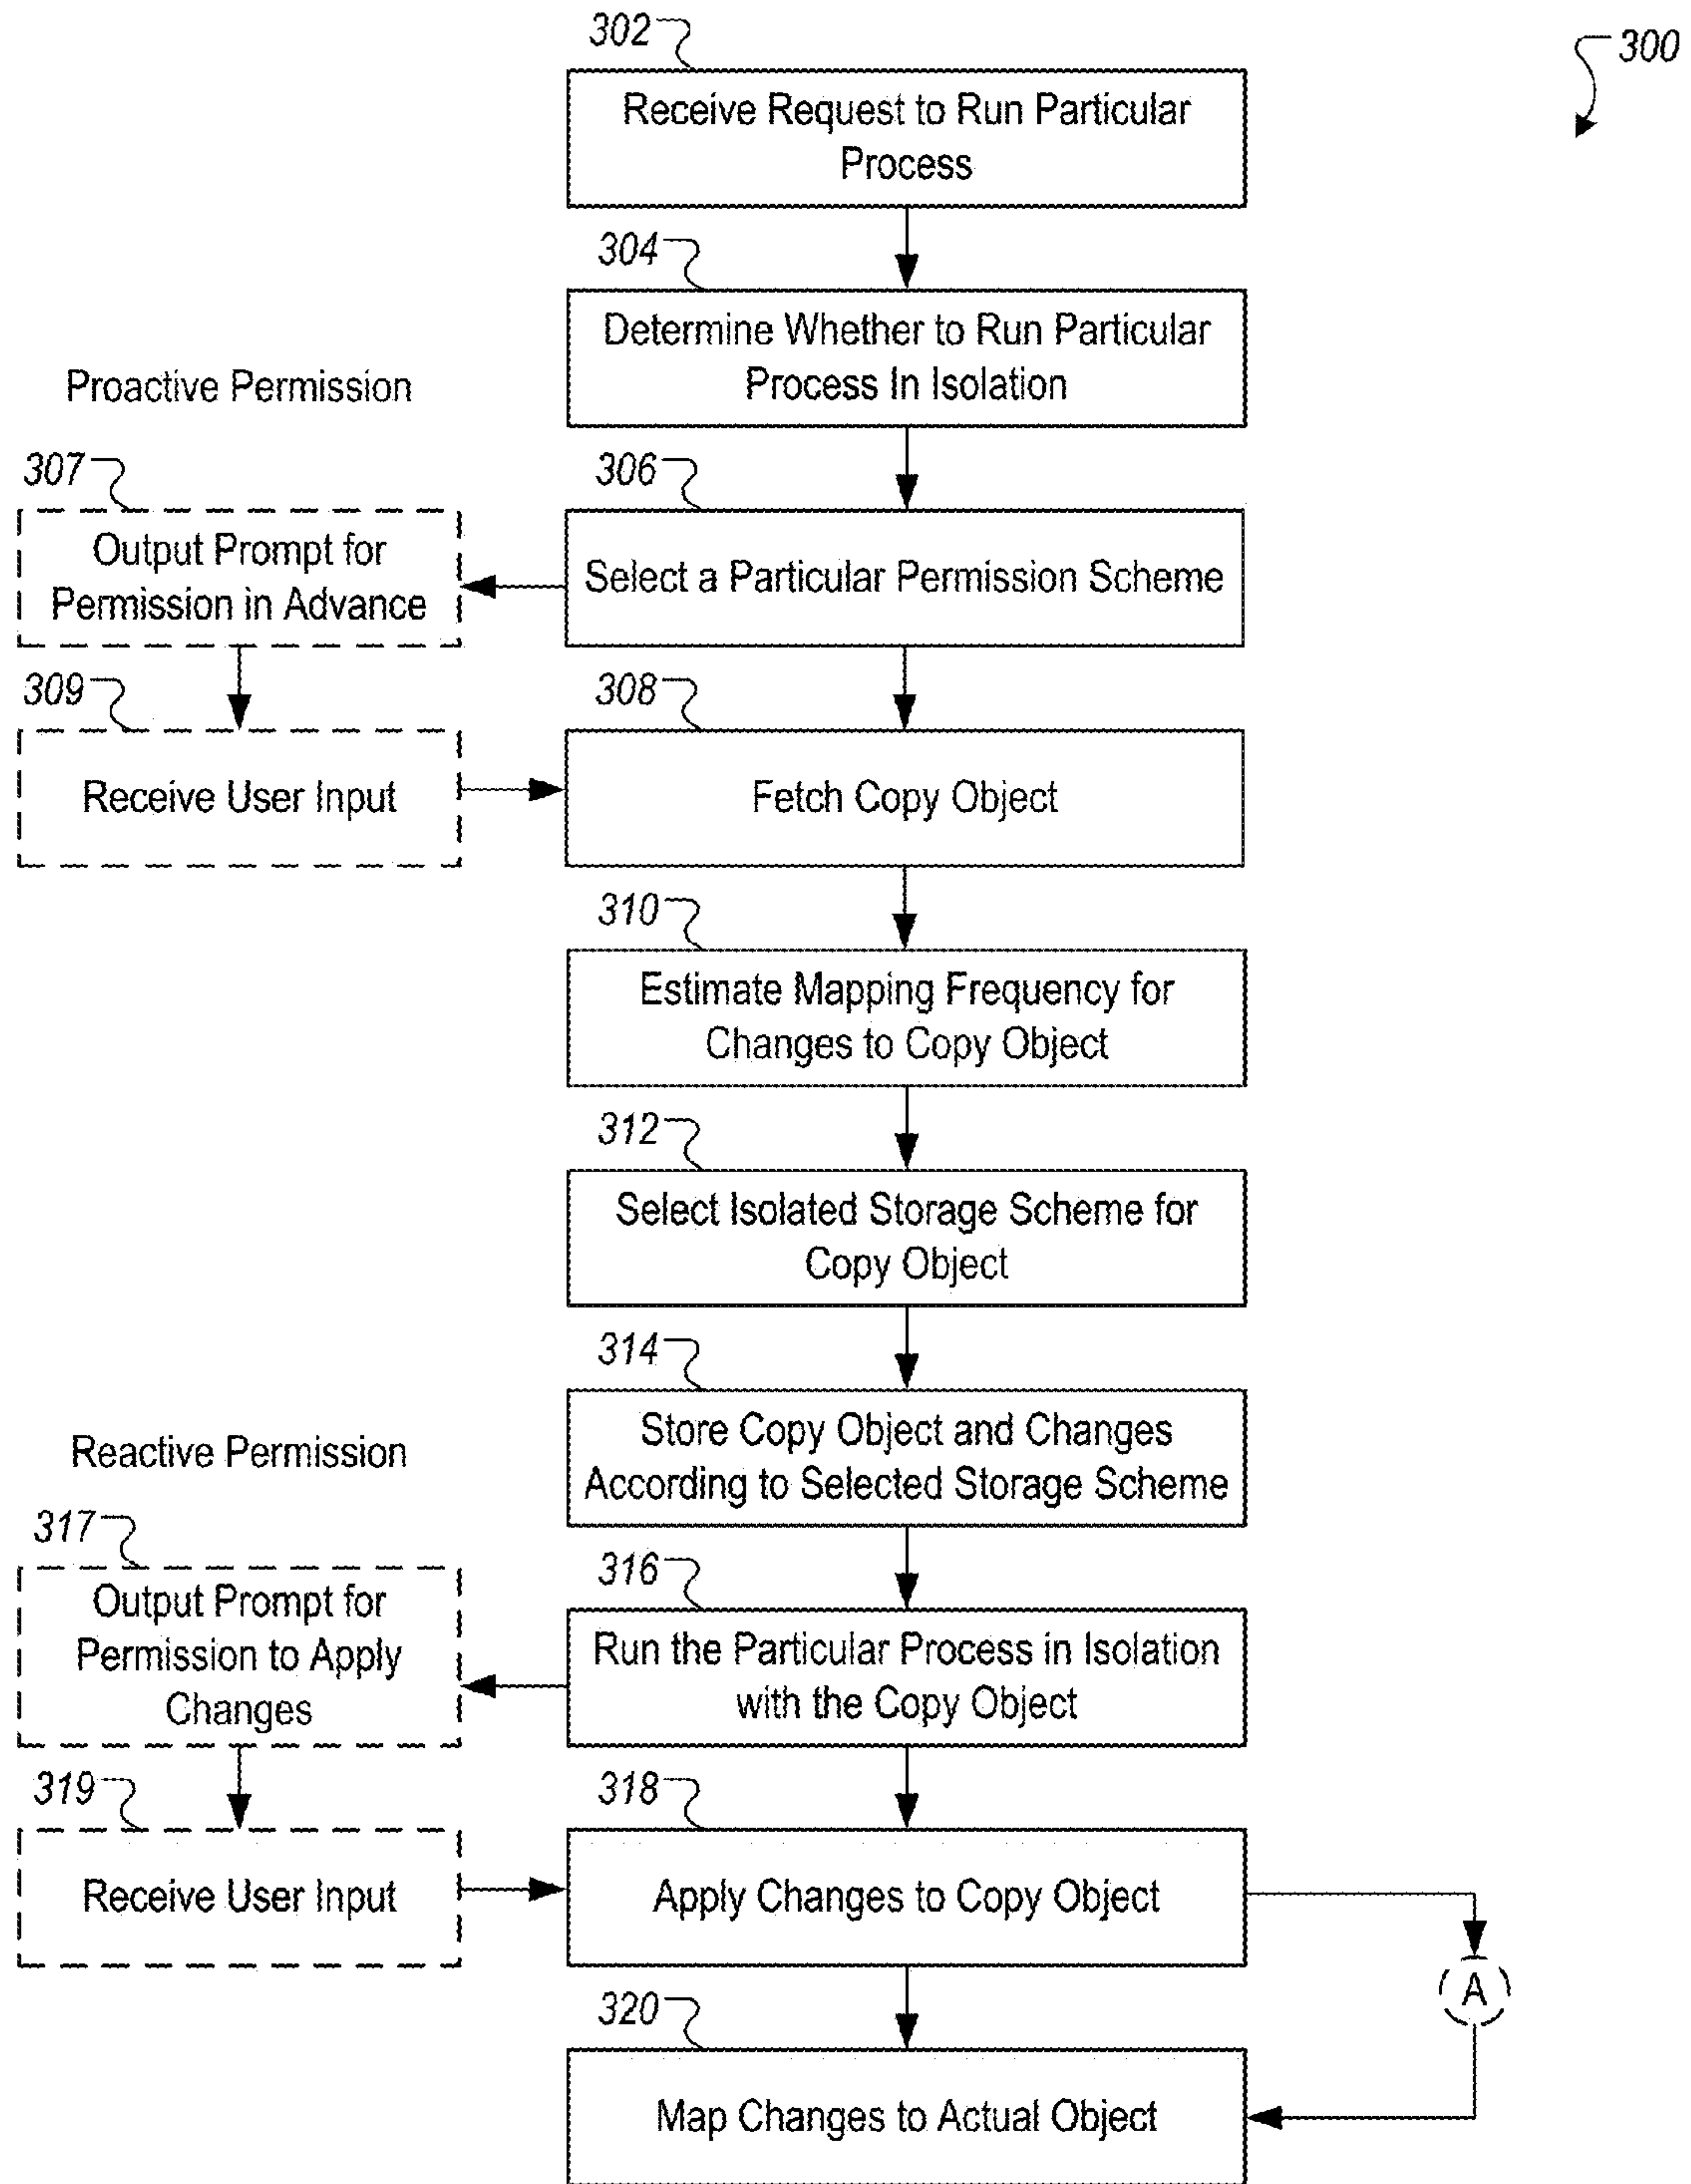 302
300
Receive Request to Run Particular
Process
304
Determine Whether to Run Particular
Process In Isolation
Proactive Permission
307
306
Output Prompt for
Permission in Advance
Select a Particular Permission Scheme
309
308
Receive User Input
Fetch Copy Object
310
Estimate Mapping Frequency for
Changes to Copy Object
312
Select Isolated Storage Scheme for
Copy Object
314
Store Copy Object and Changes
According to Selected Storage Scheme
Reactive Permission
317
316
Output Prompt for
Permission to Apply
Changes
Run the Particular Process in Isolation
with the Copy Object
319
318
Receive User Input
Apply Changes to Copy Object
A
320
Map Changes to Actual Object